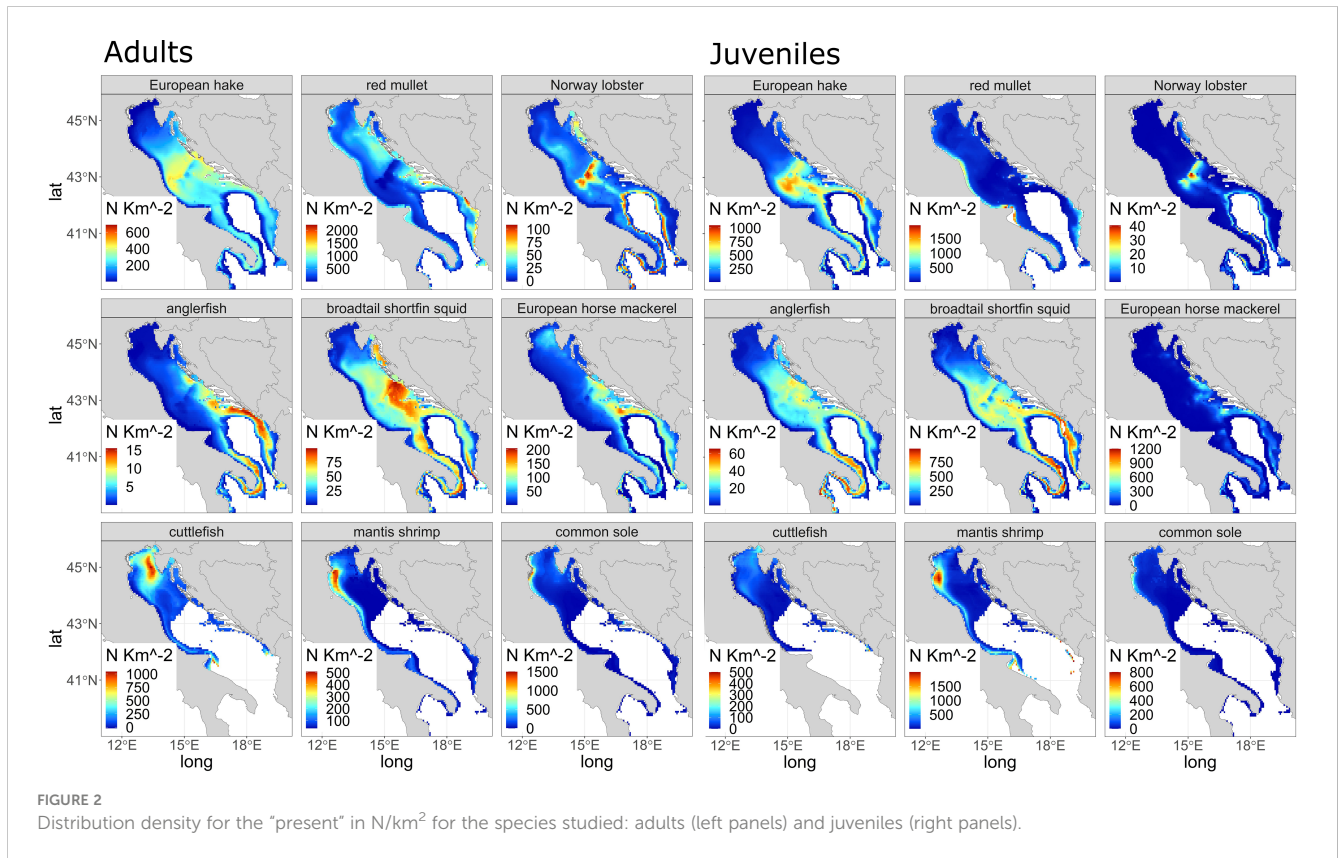 Adults
Juveniles
European hake
red mullet
Norway lobster
European hake
red mullet
Norway lobster
45°N
43°N
41°N
lat
N Km^-2
600
400
200
N Km^-2
2000
1500
1000
500
N Km^-2
100
75
50
25
0
N Km^-2
1000
750
500
250
N Km^-2
1500
1000
500
N Km^-2
40
30
20
10
anglerfish
broadtail shortfin squid
European horse mackerel
anglerfish
broadtail shortfin squid
European horse mackerel
45°N
43°N
41°N
lat
N Km^-2
15
10
5
N Km^-2
75
50
25
N Km^-2
200
150
100
50
N Km^-2
60
40
20
N Km^-2
750
500
250
N Km^-2
1200
900
600
300
0
cuttlefish
mantis shrimp
common sole
cuttlefish
mantis shrimp
common sole
45°N
43°N
41°N
lat
N Km^-2
1000
750
500
250
0
N Km^-2
500
400
300
200
100
N Km^-2
1500
1000
500
0
N Km^-2
500
400
300
200
100
0
N Km^-2
1500
1000
500
N Km^-2
800
600
400
200
0
12°E 15°E 18°E
12°E 15°E 18°E
12°E 15°E 18°E
12°E 15°E 18°E
12°E 15°E 18°E
12°E 15°E 18°E
long
long
long
long
long
long
FIGURE 2
Distribution density for the “present” in N/km² for the species studied: adults (left panels) and juveniles (right panels).